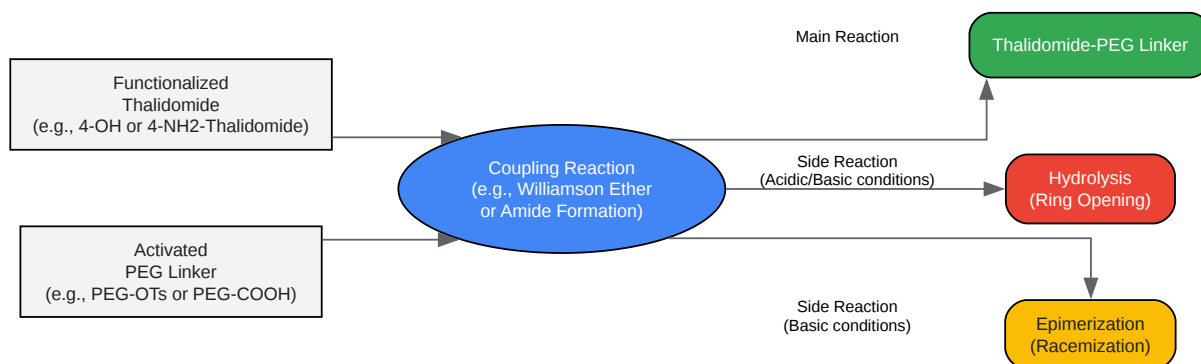 Functionalized
Thalidomide
(e.g., 4-OH or 4-NH2-Thalidomide)
Activated
PEG Linker
(e.g., PEG-OTs or PEG-COOH)
Coupling Reaction
(e.g., Williamson Ether
or Amide Formation)
Main Reaction
Thalidomide-PEG Linker
Side Reaction
(Acidic/Basic conditions)
Hydrolysis
(Ring Opening)
Side Reaction
(Basic conditions)
Epimerization
(Racemization)